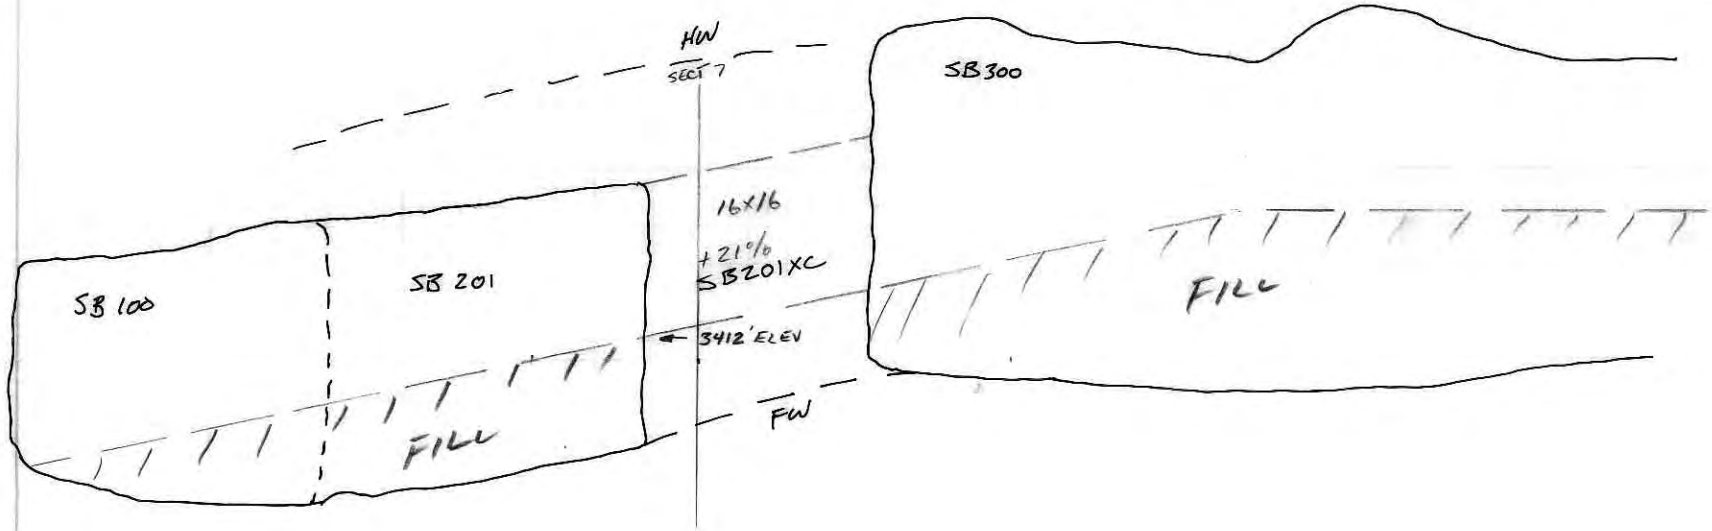 HW
SECT 7
SB300
16X16
+21%
SB201XC
SB 201
SB 100
3412' ELEV
FILL
FILL
FW